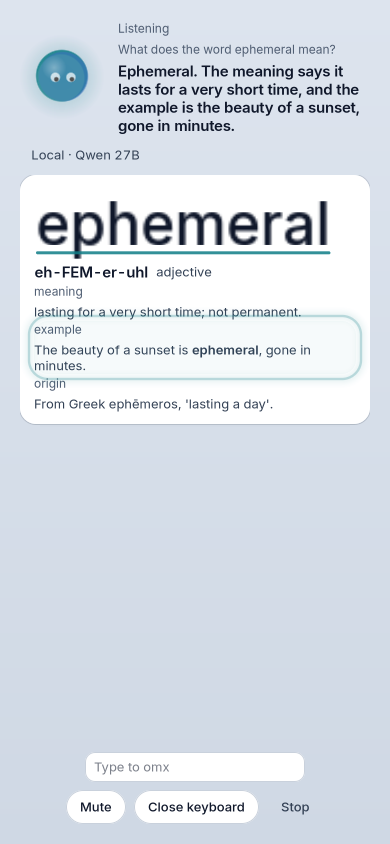 Listening
What does the word ephemeral mean?
Ephemeral. The meaning says it
lasts for a very short time, and the
example is the beauty of a sunset,
gone in minutes.
Local · Qwen 27B
ephemeral
eh-FEM-er-uhl adjective
meaning
lasting for a very short time; not permanent.
example
The beauty of a sunset is ephemeral, gone in
minutes.
origin
From Greek ephēmeros, 'lasting a day'.
Type to omx
Mute Close keyboard Stop